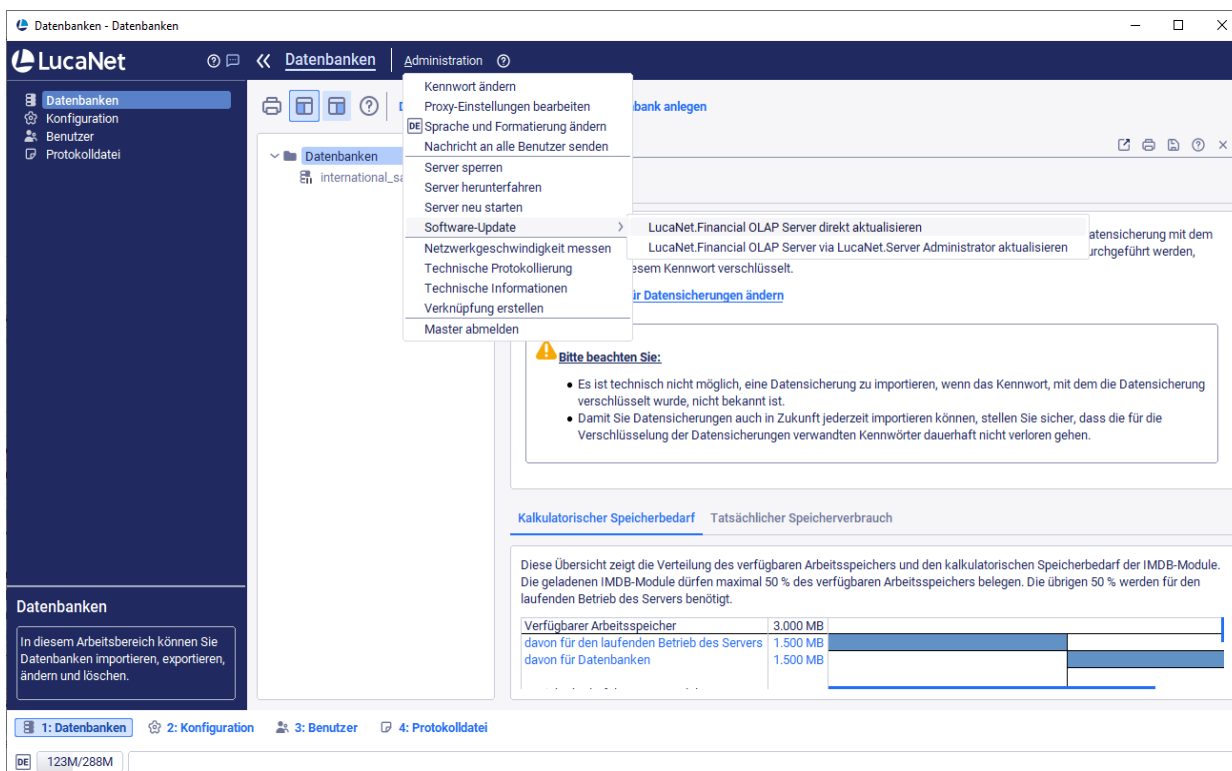 Datenbanken - Datenbanken
LucaNet
Datenbanken
Administration
Datenbanken
Konfiguration
Benutzer
Protokolldatei
bank anlegen
Kennwort ändern
Proxy-Einstellungen bearbeiten
DE Sprache und Formatierung ändern
Nachricht an alle Benutzer senden
Server sperren
Server herunterfahren
Server neu starten
Software-Update
Netzwerkgeschwindigkeit messen
Technische Protokollierung
Technische Informationen
Verknüpfung erstellen
Master abmelden
LucaNet.Financial OLAP Server direkt aktualisieren
LucaNet.Financial OLAP Server via LucaNet.Server Administrator aktualisieren
Datenbanken
international_sa
atensicherung mit dem
urchgeführt werden,
esem Kennwort verschlüsselt.
ür Datensicherungen ändern
Bitte beachten Sie:
● Es ist technisch nicht möglich, eine Datensicherung zu importieren, wenn das Kennwort, mit dem die Datensicherung
verschlüsselt wurde, nicht bekannt ist.
● Damit Sie Datensicherungen auch in Zukunft jederzeit importieren können, stellen Sie sicher, dass die für die
Verschlüsselung der Datensicherungen verwandten Kennwörter dauerhaft nicht verloren gehen.
Kalkulatorischer Speicherbedarf Tatsächlicher Speicherverbrauch
Diese Übersicht zeigt die Verteilung des verfügbaren Arbeitsspeichers und den kalkulatorischen Speicherbedarf der IMDB-Module.
Die geladenen IMDB-Module dürfen maximal 50 % des verfügbaren Arbeitsspeichers belegen. Die übrigen 50 % werden für den
laufenden Betrieb des Servers benötigt.
Verfügbarer Arbeitsspeicher 3.000 MB
davon für den laufenden Betrieb des Servers 1.500 MB
davon für Datenbanken 1.500 MB
Datenbanken
In diesem Arbeitsbereich können Sie
Datenbanken importieren, exportieren,
ändern und löschen.
1: Datenbanken 2: Konfiguration 3: Benutzer 4: Protokolldatei
DE 123M/288M